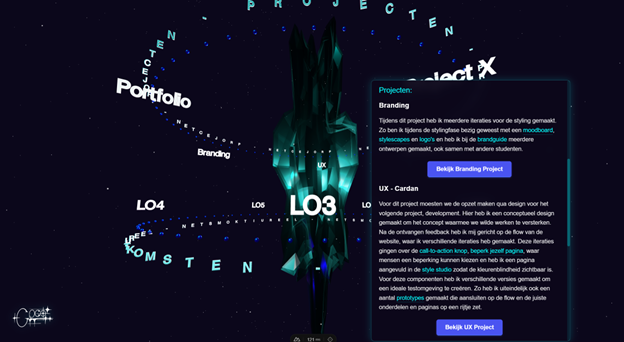 - PROJECTEN -
PROJECTEN
Portfolio
Project X
NETCEJORP
Branding
UX
LO4
LO5
LO3
LO
LEERUITKOMSTEN -
Projecten:
Branding
Tijdens dit project heb ik meerdere iteraties voor de styling gemaakt.
Zo ben ik tijdens de stylingfase bezig geweest met een moodboard,
stylescapes en logo's en heb ik bij de brandguide meerdere
ontwerpen gemaakt, ook samen met andere studenten.
Bekijk Branding Project
UX - Cardan
Voor dit project moesten we de opzet maken qua design voor het
volgende project, development. Hier heb ik een conceptueel design
gemaakt om het concept waarmee we wilde werken te versterken.
Na de ontvangen feedback heb ik mij gericht op de flow van de
website, waar ik verschillende iteraties heb gemaakt. Deze iteraties
gingen over de call-to-action knop, beperk jezelf pagina, waar
mensen een beperking kunnen kiezen en heb ik een pagina
aangevuld in de style studio zodat de kleurenblindheid zichtbaar is.
Voor deze componenten heb ik verschillende versies gemaakt om
een ideale testomgeving te creëren. Zo heb ik uiteindelijk ook een
aantal prototypes gemaakt die aansluiten op de flow en de juiste
onderdelen en paginas op een rijtje zet.
Bekijk UX Project
121